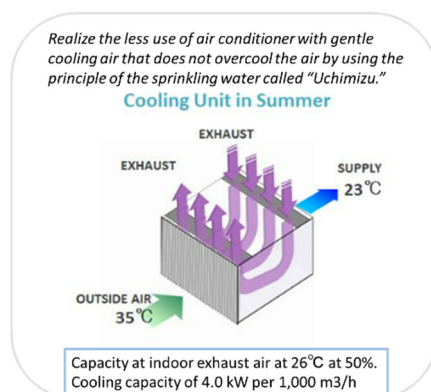 Realize the less use of air conditioner with gentle
cooling air that does not overcool the air by using the
principle of the sprinkling water called “Uchimizu.”
Cooling Unit in Summer
EXHAUST
EXHAUST
SUPPLY
23℃
OUTSIDE AIR
35℃
Capacity at indoor exhaust air at 26℃ at 50%.
Cooling capacity of 4.0 kW per 1,000 m3/h